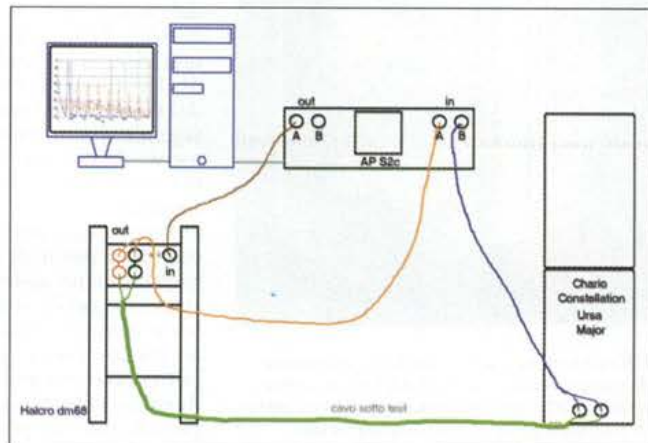 out
in
A
B
A
B
AP S2c
out
in
Chario
Constellation
Ursa
Major
Halcro dm68
cavo sotto test